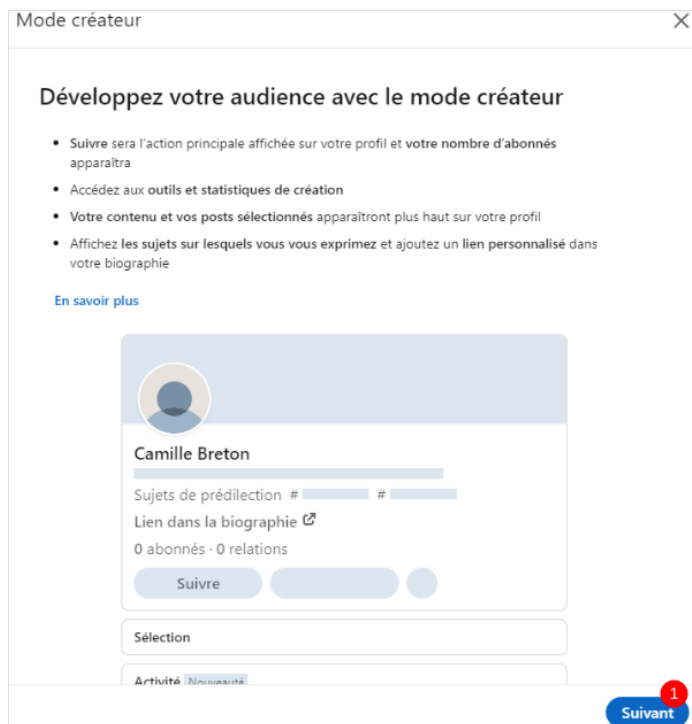 Mode créateur
Développez votre audience avec le mode créateur
• Suivre sera l'action principale affichée sur votre profil et votre nombre d'abonnés
apparaîtra
• Accédez aux outils et statistiques de création
• Votre contenu et vos posts sélectionnés apparaîtront plus haut sur votre profil
• Affichez les sujets sur lesquels vous vous exprimez et ajoutez un lien personnalisé dans
votre biographie
En savoir plus
Camille Breton
Sujets de prédilection # #
Lien dans la biographie
0 abonnés · 0 relations
Suivre
Sélection
Activité Nouveauté
1
Suivant